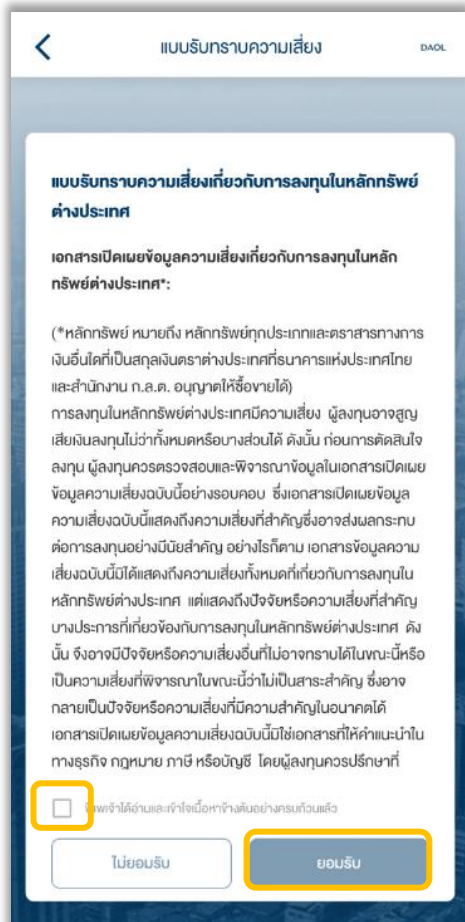 แบบรับทราบความเสี่ยง
DAOL
แบบรับทราบความเสี่ยงเกี่ยวกับการลงทุนในหลักทรัพย์
ต่างประเทศ
เอกสารเปิดเผยข้อมูลความเสี่ยงเกี่ยวกับการลงทุนในหลัก
ทรัพย์ต่างประเทศ*:
(*หลักทรัพย์ หมายถึง หลักทรัพย์ทุกประเภทและตราสารทางการ
เงินอื่นใดที่เป็นสกุลเงินตราต่างประเทศที่ธนาคารแห่งประเทศไทย
และสำนักงาน ก.ล.ต. อนุญาตให้ซื้อขายได้)
การลงทุนในหลักทรัพย์ต่างประเทศมีความเสี่ยง ผู้ลงทุนอาจสูญ
เสียเงินลงทุนไม่ว่าทั้งหมดหรือบางส่วนได้ ดังนั้น ก่อนการตัดสินใจ
ลงทุน ผู้ลงทุนควรตรวจสอบและพิจารณาข้อมูลในเอกสารเปิดเผย
ข้อมูลความเสี่ยงฉบับนี้อย่างรอบคอบ ซึ่งเอกสารเปิดเผยข้อมูล
ความเสี่ยงฉบับนี้แสดงถึงความเสี่ยงที่สำคัญซึ่งอาจส่งผลกระทบ
ต่อการลงทุนอย่างมีนัยสำคัญ อย่างไรก็ตาม เอกสารข้อมูลความ
เสี่ยงฉบับนี้มิได้แสดงถึงความเสี่ยงทั้งหมดที่เกี่ยวกับการลงทุนใน
หลักทรัพย์ต่างประเทศ แต่แสดงถึงปัจจัยหรือความเสี่ยงที่สำคัญ
บางประการที่เกี่ยวข้องกับการลงทุนในหลักทรัพย์ต่างประเทศ ดัง
นั้น จึงอาจมีปัจจัยหรือความเสี่ยงอื่นที่ไม่อาจทราบได้ในขณะนี้หรือ
เป็นความเสี่ยงที่พิจารณาในขณะนี้ว่าไม่เป็นสาระสำคัญ ซึ่งอาจ
กลายเป็นปัจจัยหรือความเสี่ยงที่มีความสำคัญในอนาคตได้
เอกสารเปิดเผยข้อมูลความเสี่ยงฉบับนี้มิใช่เอกสารที่ให้คำแนะนำใน
ทางธุรกิจ กฎหมาย ภาษี หรือบัญชี โดยผู้ลงทุนควรปรึกษาที่
ข้าพเจ้าได้อ่านและเข้าใจเนื้อหาข้างต้นอย่างครบถ้วนแล้ว
ไม่ยอมรับ
ยอมรับ